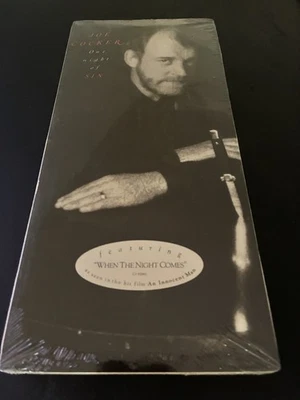 JOE
COCKER
One
night
of
SIN
featuring
"WHEN THE NIGHT COMES"
as seen in the hit film An Innocent Man